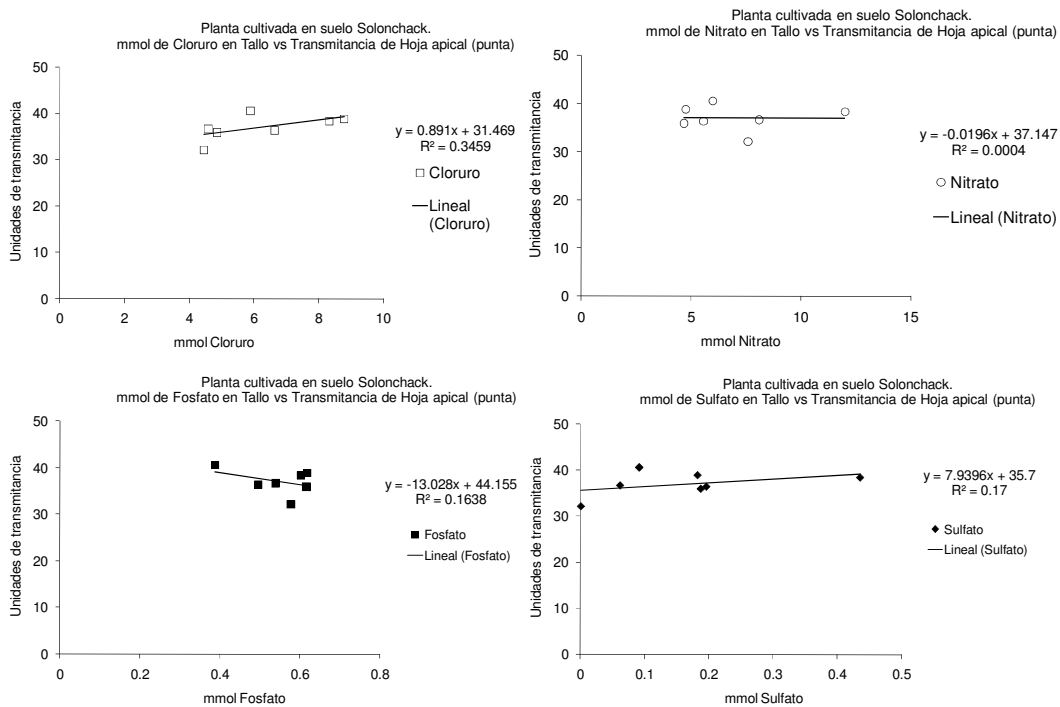 Planta cultivada en suelo Solonchack.
mmol de Cloruro en Tallo vs Transmitancia de Hoja apical (punta)
Unidades de transmitancia
50
40
30
20
10
0
0 2 4 6 8 10
mmol Cloruro
y = 0.891x + 31.469
R² = 0.3459
Cloruro
Lineal
(Cloruro)
Planta cultivada en suelo Solonchack.
mmol de Nitrato en Tallo vs Transmitancia de Hoja apical (punta)
Unidades de transmitancia
50
40
30
20
10
0
0 5 10 15
mmol Nitrato
y = -0.0196x + 37.147
R² = 0.0004
Nitrato
Lineal (Nitrato)
Planta cultivada en suelo Solonchack.
mmol de Fosfato en Tallo vs Transmitancia de Hoja apical (punta)
Unidades de transmitancia
50
40
30
20
10
0
0 0.2 0.4 0.6 0.8
mmol Fosfato
y = -13.028x + 44.155
R² = 0.1638
Fosfato
Lineal (Fosfato)
Planta cultivada en suelo Solonchack.
mmol de Sulfato en Tallo vs Transmitancia de Hoja apical (punta)
Unidades de transmitancia
50
40
30
20
10
0
0 0.1 0.2 0.3 0.4 0.5
mmol Sulfato
y = 7.9396x + 35.7
R² = 0.17
Sulfato
Lineal (Sulfato)